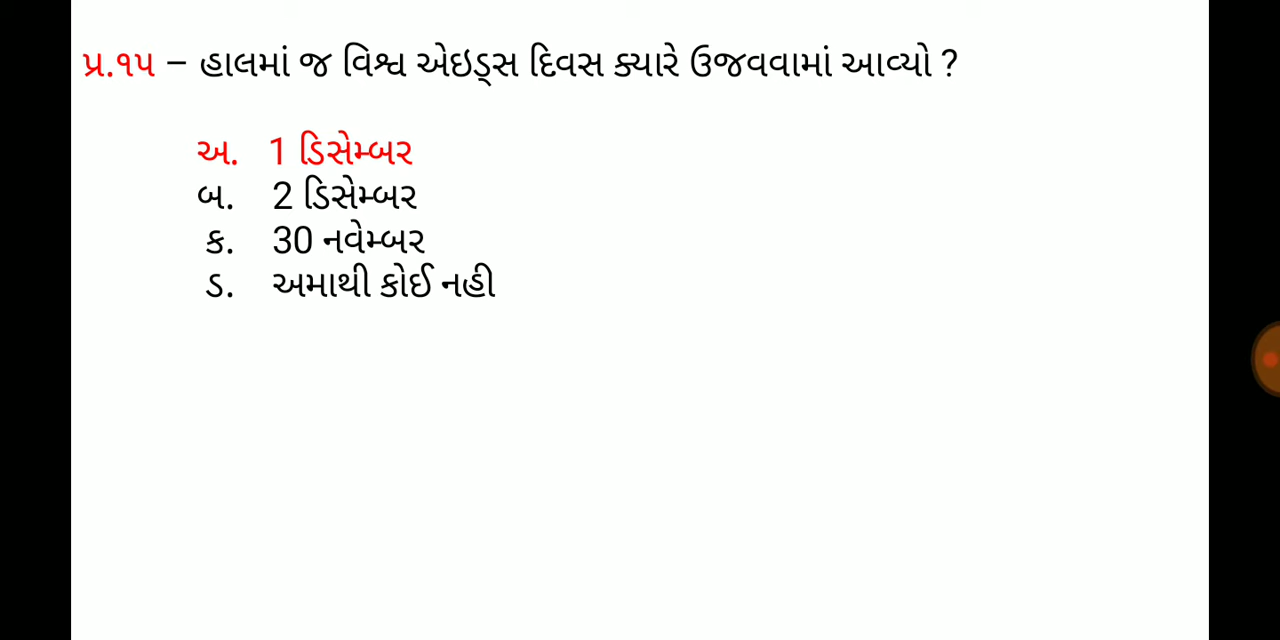 પ્ર.૧૫ – હાલમાં જ વિશ્વ એઇડ્સ દિવસ ક્યારે ઉજવવામાં આવ્યો ?
અ. 1 ડિસેમ્બર
બ. 2 ડિસેમ્બર
ક. 30 નવેમ્બર
ડ. અમાથી કોઈ નહી